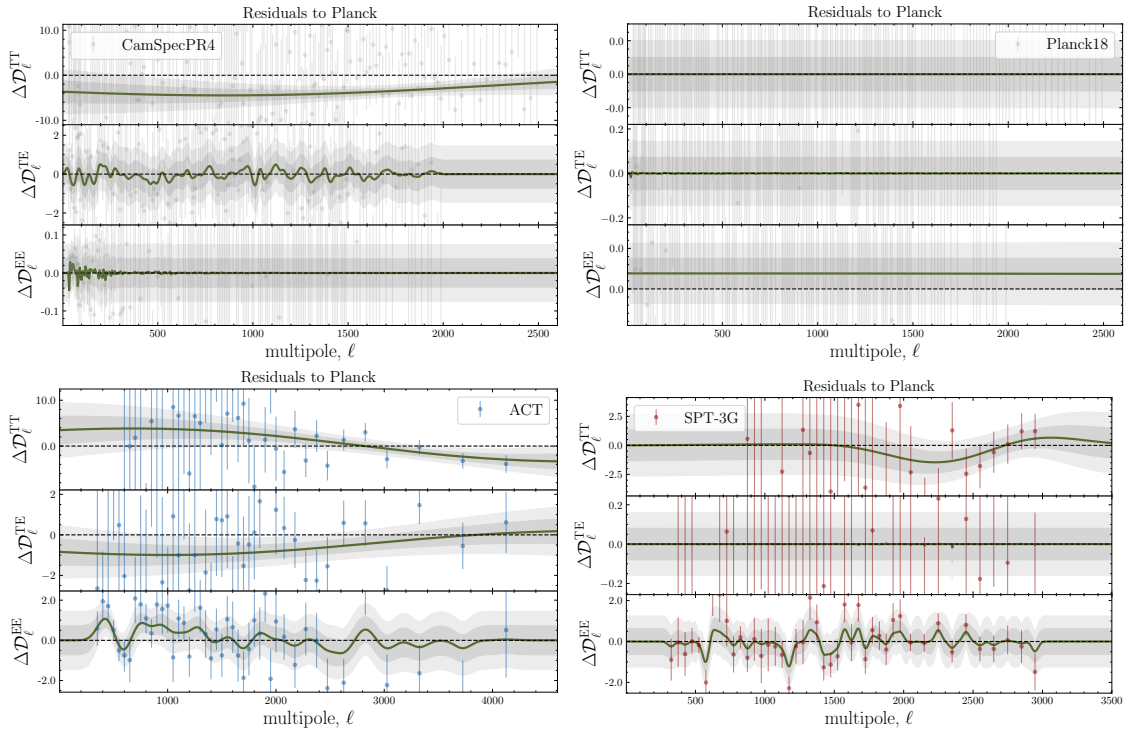 Residuals to Planck
CamSpecPR4
ΔD_ℓ^TT
10.0
0.0
-10.0
ΔD_ℓ^TE
2
0
-2
ΔD_ℓ^EE
0.1
0.0
-0.1
500 1000 1500 2000 2500
multipole, ℓ
Residuals to Planck
Planck18
ΔD_ℓ^TT
0.0
0.0
-0.0
ΔD_ℓ^TE
0.2
0.0
-0.2
ΔD_ℓ^EE
0.0
0.0
500 1000 1500 2000 2500
multipole, ℓ
Residuals to Planck
ACT
ΔD_ℓ^TT
10.0
0.0
ΔD_ℓ^TE
2
0
-2
ΔD_ℓ^EE
2.0
0.0
-2.0
1000 2000 3000 4000
multipole, ℓ
Residuals to Planck
SPT-3G
ΔD_ℓ^TT
2.5
0.0
-2.5
ΔD_ℓ^TE
0.2
0.0
-0.2
ΔD_ℓ^EE
2.0
0.0
-2.0
500 1000 1500 2000 2500 3000 3500
multipole, ℓ